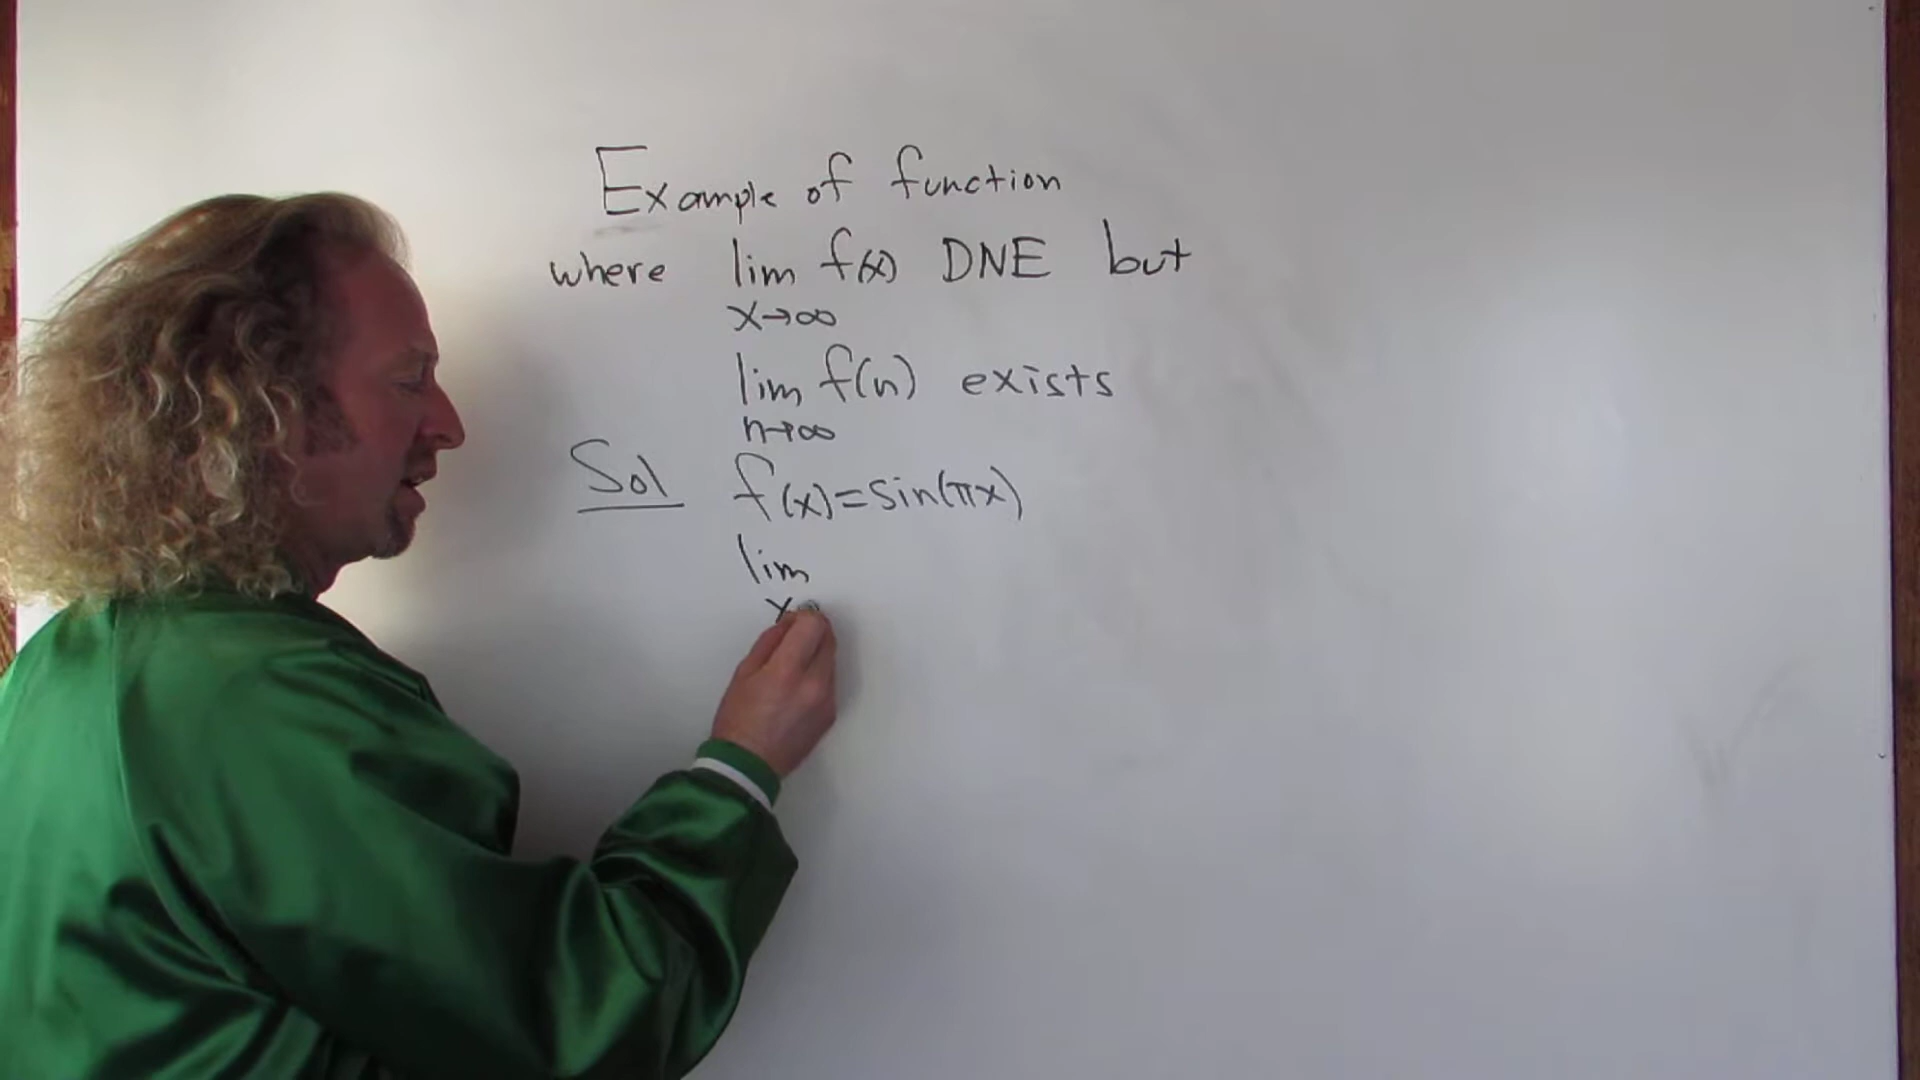 Example of function
where lim f(x) DNE but
x→∞
lim f(n) exists
n→∞
Sol f(x)=sin(πx)
lim
x